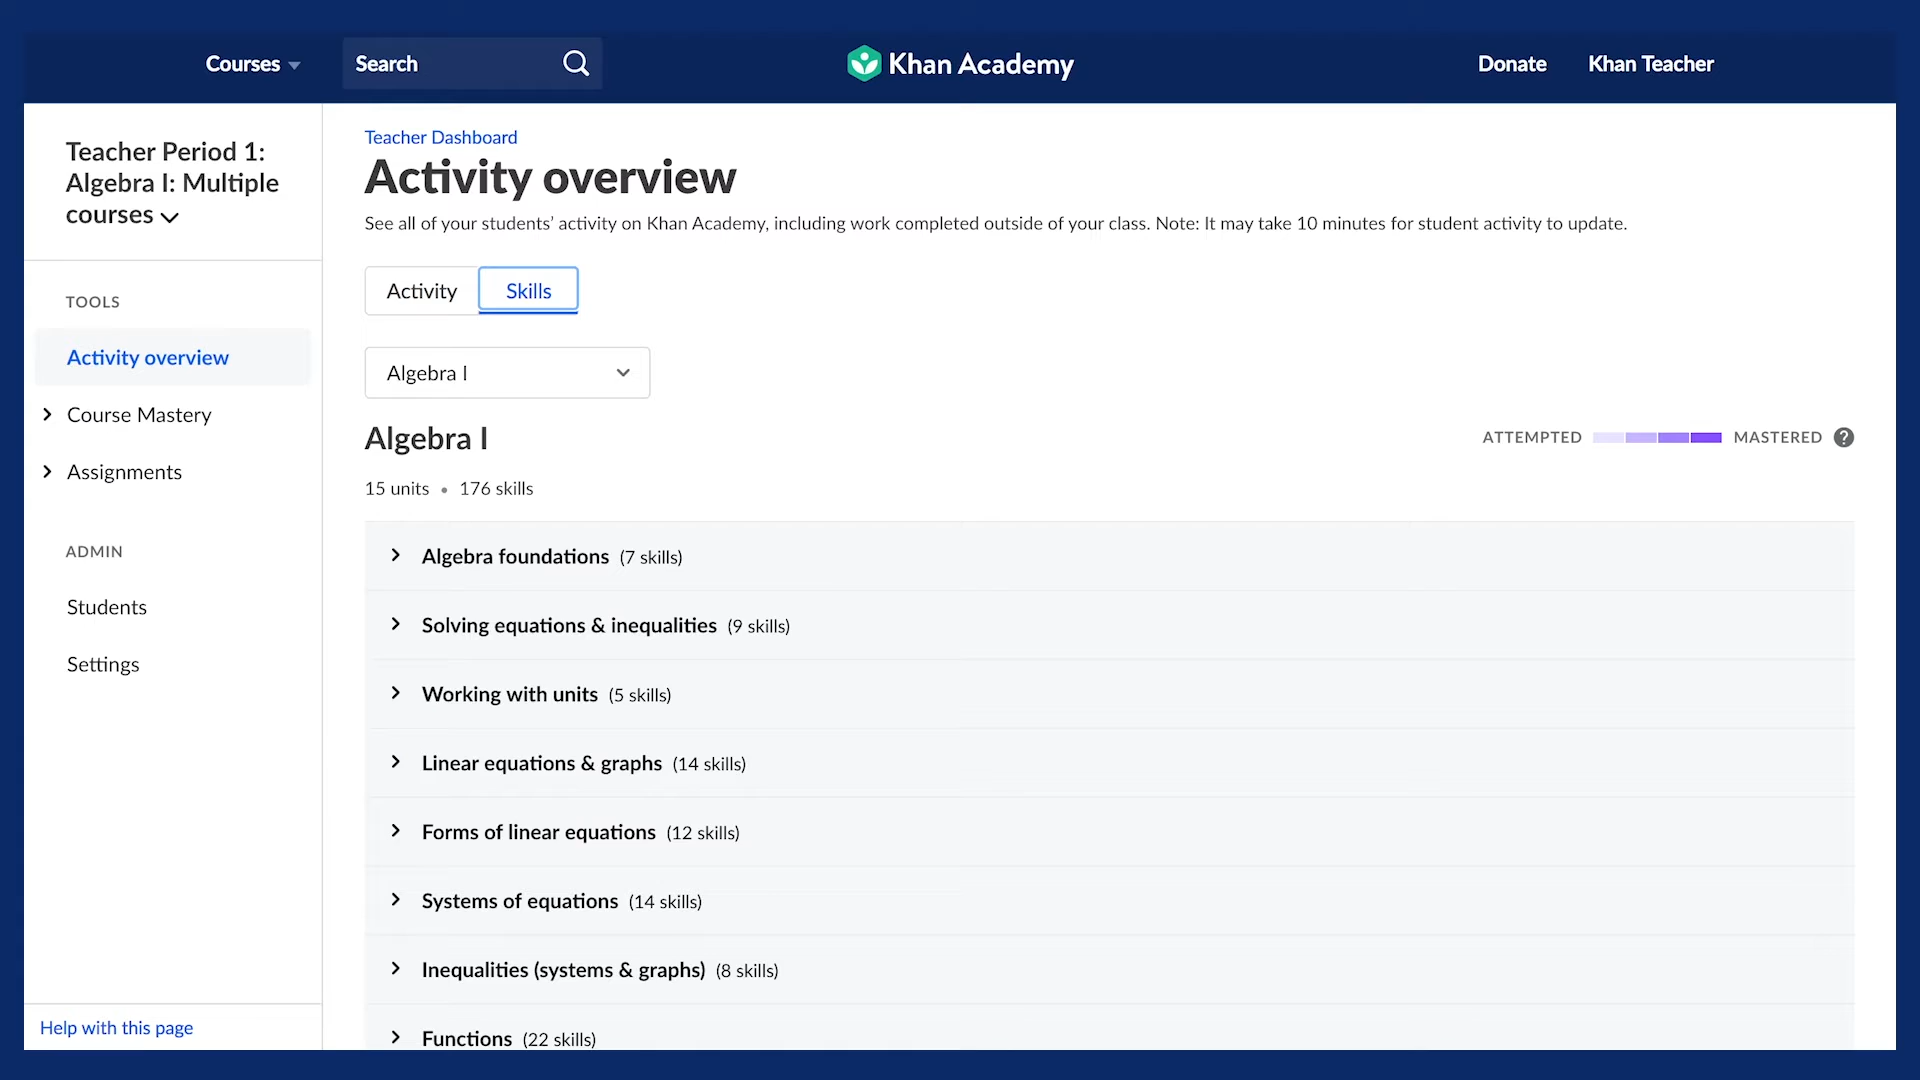 Courses
Search
Khan Academy
Donate
Khan Teacher
Teacher Period 1:
Algebra I: Multiple
courses
TOOLS
Activity overview
Course Mastery
Assignments
ADMIN
Students
Settings
Help with this page
Teacher Dashboard
Activity overview
See all of your students’ activity on Khan Academy, including work completed outside of your class. Note: It may take 10 minutes for student activity to update.
Activity
Skills
Algebra I
Algebra I
ATTEMPTED
MASTERED ?
15 units • 176 skills
Algebra foundations (7 skills)
Solving equations & inequalities (9 skills)
Working with units (5 skills)
Linear equations & graphs (14 skills)
Forms of linear equations (12 skills)
Systems of equations (14 skills)
Inequalities (systems & graphs) (8 skills)
Functions (22 skills)